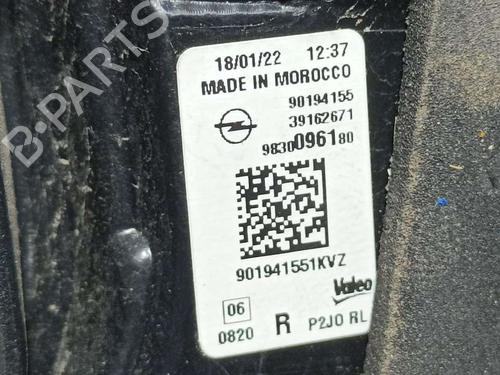 B-PARTS
18/01/22 12:37
MADE IN MOROCCO
90194155
39162671
9830096180
901941551KVZ
Valeo
06
0820 R P2JO RL